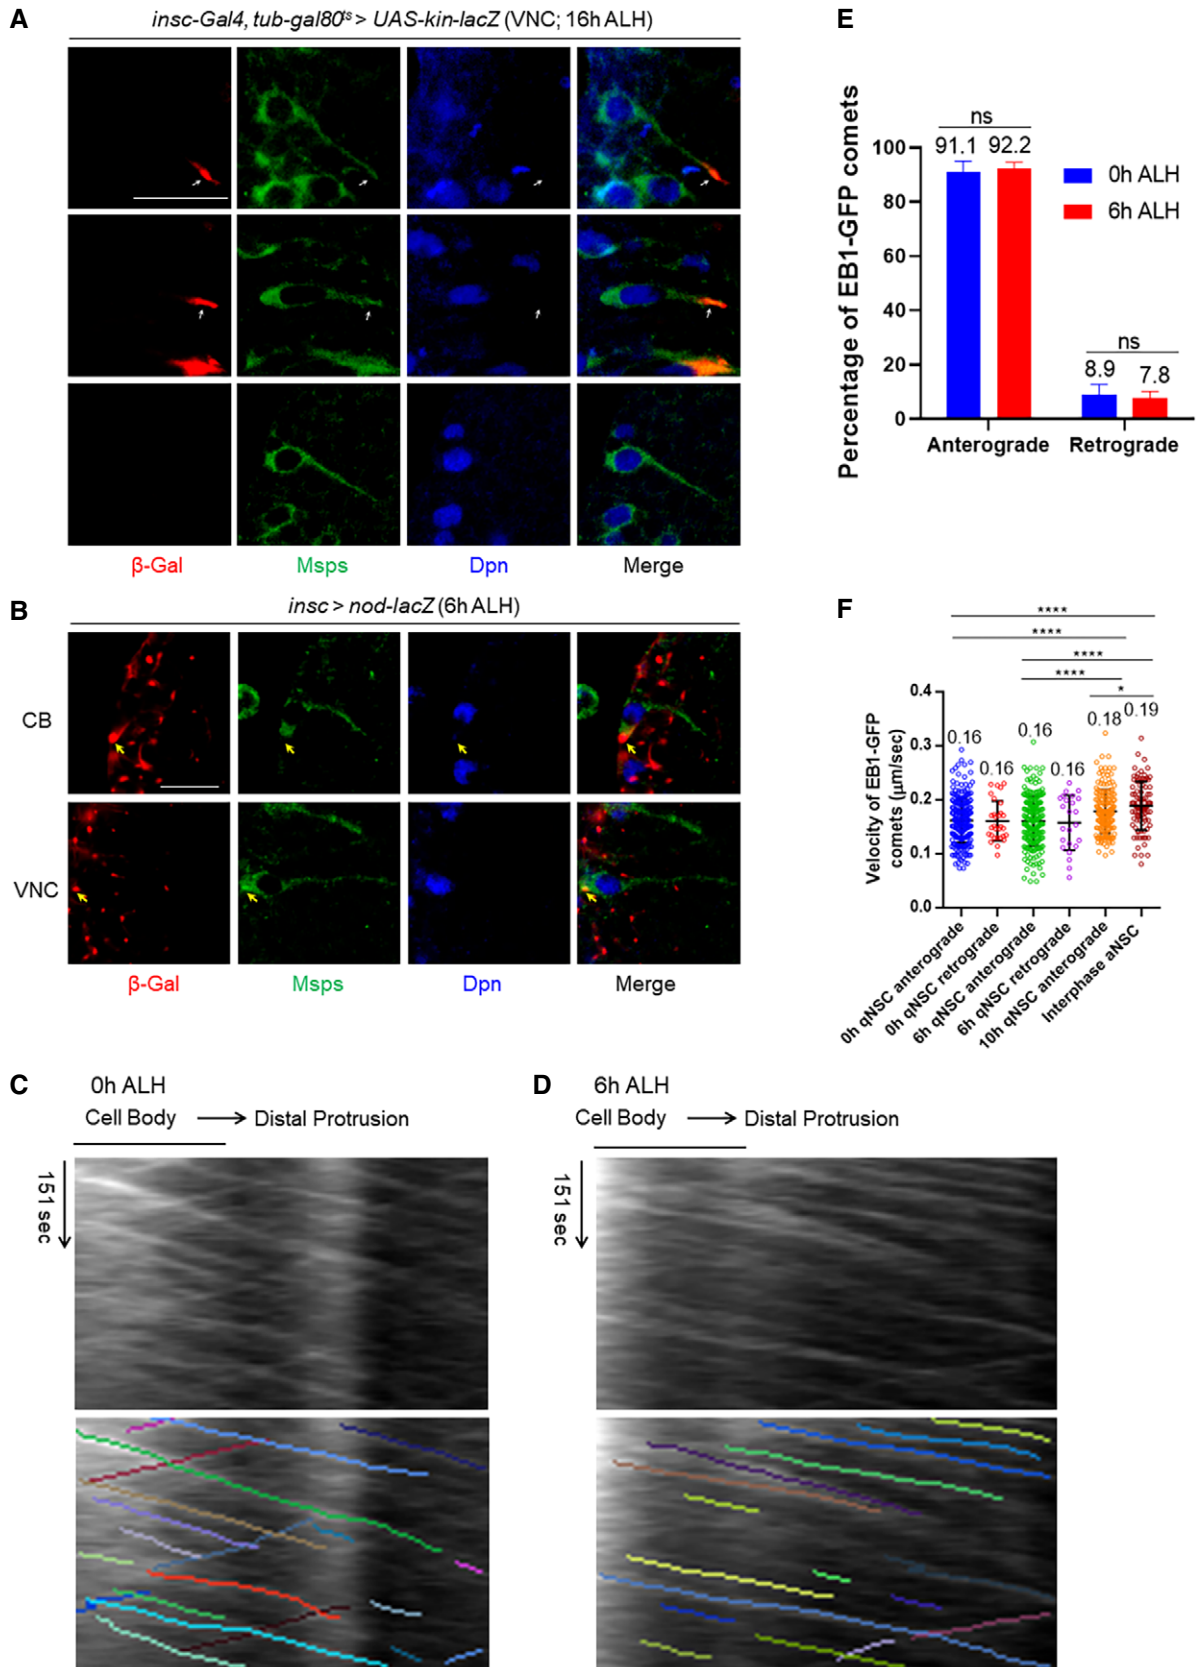 A
insc-Gal4, tub-gal80ts > UAS-kin-lacZ (VNC; 16h ALH)
β-Gal
Msps
Dpn
Merge
B
insc > nod-lacZ (6h ALH)
CB
VNC
β-Gal
Msps
Dpn
Merge
C
0h ALH
Cell Body → Distal Protrusion
151 sec
D
6h ALH
Cell Body → Distal Protrusion
151 sec
E
Percentage of EB1-GFP comets
100
80
60
40
20
0
ns
91.1 92.2
ns
8.9 7.8
Anterograde Retrograde
0h ALH
6h ALH
F
****
****
****
****
*
Velocity of EB1-GFP
comets (μm/sec)
0.4
0.3
0.2
0.1
0.0
0.16
0.16
0.16
0.16
0.18
0.19
0h qNSC anterograde
0h qNSC retrograde
6h qNSC anterograde
6h qNSC retrograde
10h qNSC anterograde
Interphase aNSC